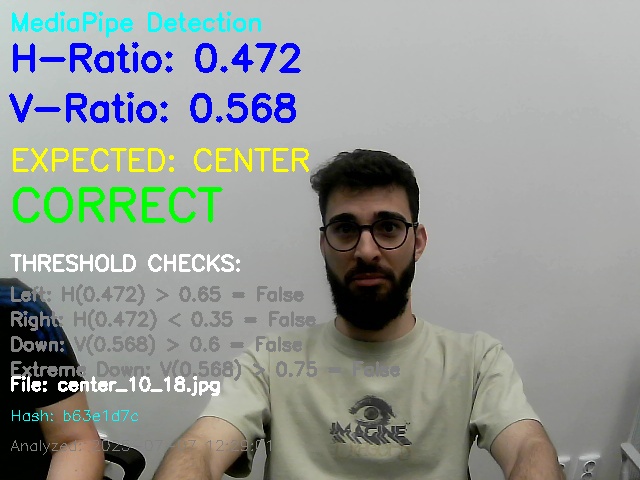 MediaPipe Detection
H-Ratio: 0.472
V-Ratio: 0.568
EXPECTED: CENTER
CORRECT
THRESHOLD CHECKS:
Left: H(0.472) > 0.65 = False
Right: H(0.472) < 0.35 = False
Down: V(0.568) > 0.6 = False
Extreme Down: V(0.568) > 0.75 = False
File: center_10_18.jpg
Hash: b63e1d7c
Analyzed:
IMAGINE